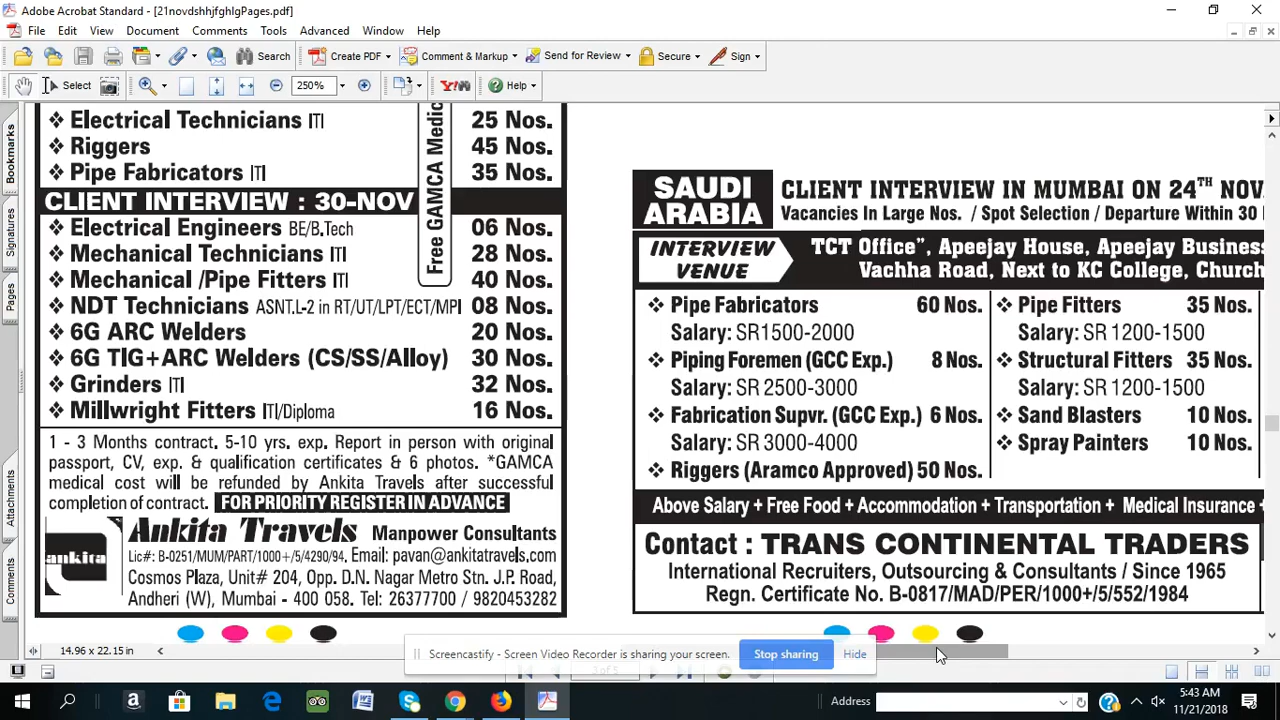 Adobe Acrobat Standard - [21novdshhjfghlgPages.pdf]
File Edit View Document Comments Tools Advanced Window Help
Search Create PDF Comment & Markup Send for Review Secure Sign
Select 250% Y! Help
Bookmarks
Signatures
Pages
Attachments
Comments
❖ Electrical Technicians ITI 25 Nos.
❖ Riggers 45 Nos.
❖ Pipe Fabricators ITI 35 Nos.
Free GAMCA Medic
CLIENT INTERVIEW : 30-NOV
❖ Electrical Engineers BE/B.Tech 06 Nos.
❖ Mechanical Technicians ITI 28 Nos.
❖ Mechanical /Pipe Fitters ITI 40 Nos.
❖ NDT Technicians ASNT.L-2 in RT/UT/LPT/ECT/MPI 08 Nos.
❖ 6G ARC Welders 20 Nos.
❖ 6G TIG+ARC Welders (CS/SS/Alloy) 30 Nos.
❖ Grinders ITI 32 Nos.
❖ Millwright Fitters ITI/Diploma 16 Nos.
1 - 3 Months contract. 5-10 yrs. exp. Report in person with original
passport, CV, exp. & qualification certificates & 6 photos. *GAMCA
medical cost will be refunded by Ankita Travels after successful
completion of contract. FOR PRIORITY REGISTER IN ADVANCE
ankita
Ankita Travels Manpower Consultants
Lic#: B-0251/MUM/PART/1000+/5/4290/94. Email: pavan@ankitatravels.com
Cosmos Plaza, Unit# 204, Opp. D.N. Nagar Metro Stn. J.P. Road,
Andheri (W), Mumbai - 400 058. Tel: 26377700 / 9820453282
SAUDI
ARABIA
CLIENT INTERVIEW IN MUMBAI ON 24TH NOV
Vacancies In Large Nos. / Spot Selection / Departure Within 30
INTERVIEW
VENUE
TCT Office", Apeejay House, Apeejay Business
Vachha Road, Next to KC College, Church
❖ Pipe Fabricators 60 Nos.
Salary: SR1500-2000
❖ Piping Foremen (GCC Exp.) 8 Nos.
Salary: SR 2500-3000
❖ Fabrication Supvr. (GCC Exp.) 6 Nos.
Salary: SR 3000-4000
❖ Riggers (Aramco Approved) 50 Nos.
❖ Pipe Fitters 35 Nos.
Salary: SR 1200-1500
❖ Structural Fitters 35 Nos.
Salary: SR 1200-1500
❖ Sand Blasters 10 Nos.
❖ Spray Painters 10 Nos.
Above Salary + Free Food + Accommodation + Transportation + Medical Insurance +
Contact : TRANS CONTINENTAL TRADERS
International Recruiters, Outsourcing & Consultants / Since 1965
Regn. Certificate No. B-0817/MAD/PER/1000+/5/552/1984
14.96 x 22.15 in
Screencastify - Screen Video Recorder is sharing your screen. Stop sharing Hide
Address
5:43 AM
11/21/2018